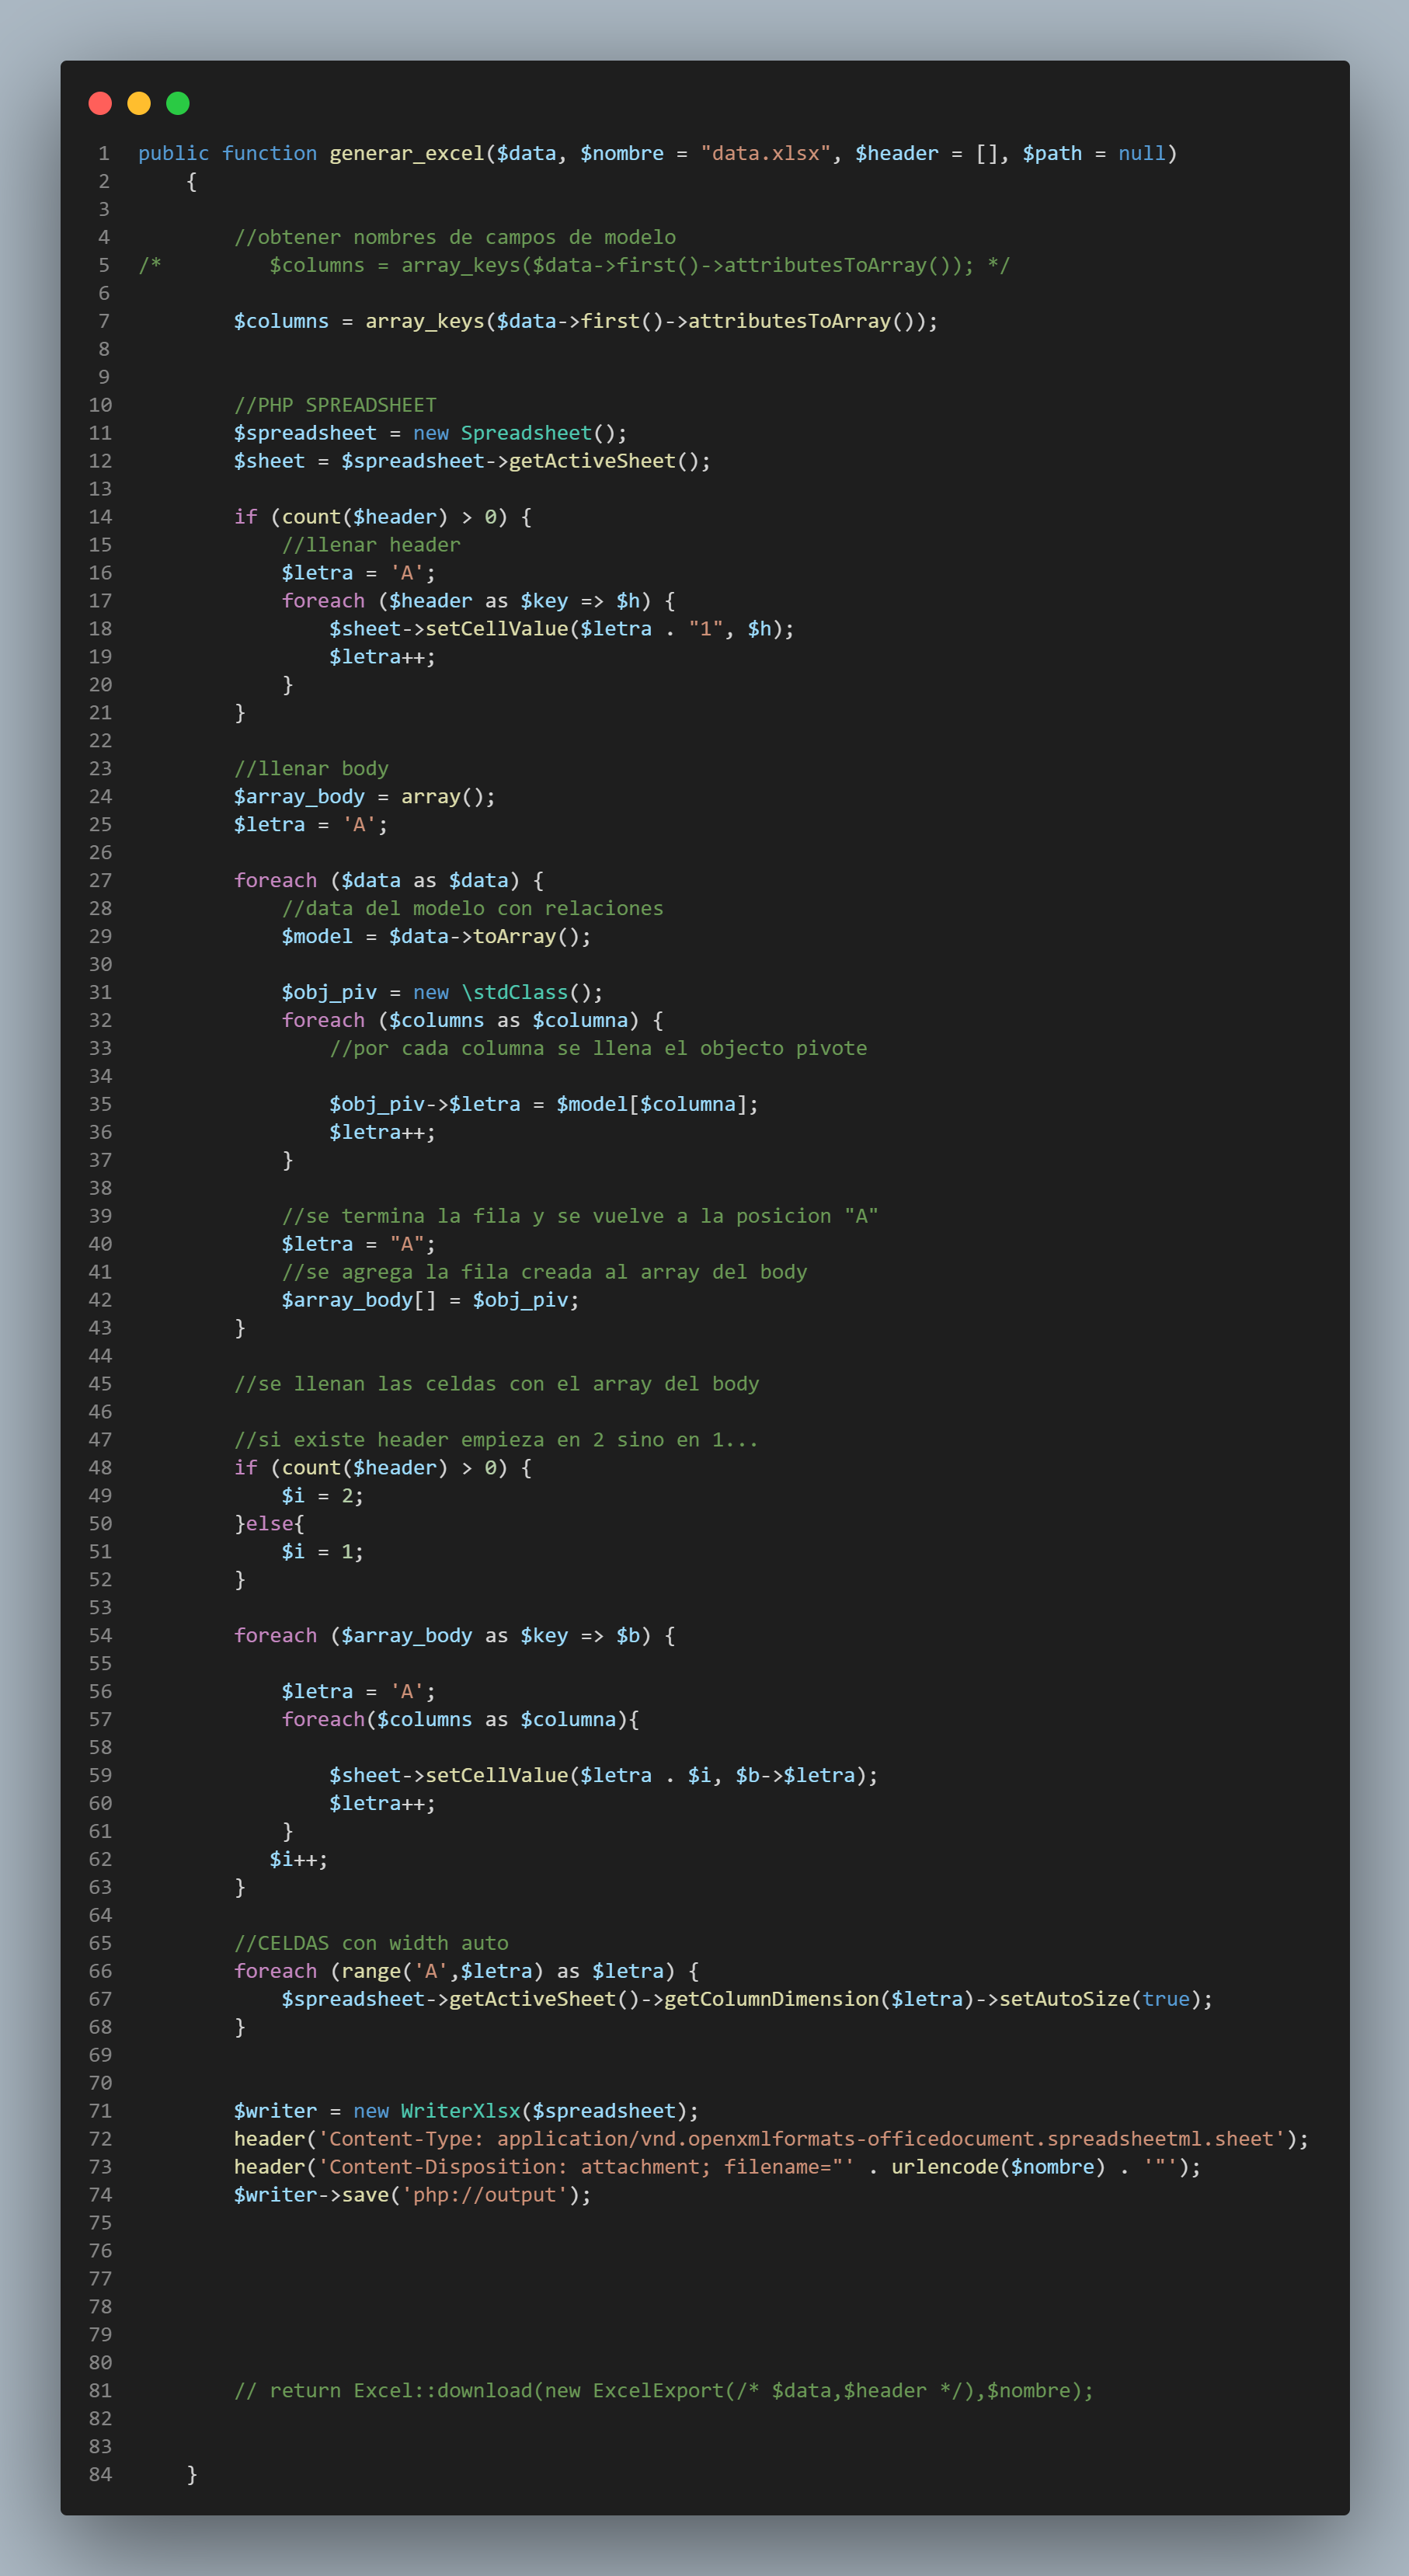 1 public function generar_excel($data, $nombre = "data.xlsx", $header = [], $path = null)
2     {
3
4         //obtener nombres de campos de modelo
5 /*         $columns = array_keys($data->first()->attributesToArray()); */
6
7         $columns = array_keys($data->first()->attributesToArray());
8
9
10         //PHP SPREADSHEET
11         $spreadsheet = new Spreadsheet();
12         $sheet = $spreadsheet->getActiveSheet();
13
14         if (count($header) > 0) {
15             //llenar header
16             $letra = 'A';
17             foreach ($header as $key => $h) {
18                 $sheet->setCellValue($letra . "1", $h);
19                 $letra++;
20             }
21         }
22
23         //llenar body
24         $array_body = array();
25         $letra = 'A';
26
27         foreach ($data as $data) {
28             //data del modelo con relaciones
29             $model = $data->toArray();
30
31             $obj_piv = new \stdClass();
32             foreach ($columns as $columna) {
33                 //por cada columna se llena el objecto pivote
34
35                 $obj_piv->$letra = $model[$columna];
36                 $letra++;
37             }
38
39             //se termina la fila y se vuelve a la posicion "A"
40             $letra = "A";
41             //se agrega la fila creada al array del body
42             $array_body[] = $obj_piv;
43         }
44
45         //se llenan las celdas con el array del body
46
47         //si existe header empieza en 2 sino en 1...
48         if (count($header) > 0) {
49             $i = 2;
50         }else{
51             $i = 1;
52         }
53
54         foreach ($array_body as $key => $b) {
55
56             $letra = 'A';
57             foreach($columns as $columna){
58
59                 $sheet->setCellValue($letra . $i, $b->$letra);
60                 $letra++;
61             }
62            $i++;
63         }
64
65         //CELDAS con width auto
66         foreach (range('A',$letra) as $letra) {
67             $spreadsheet->getActiveSheet()->getColumnDimension($letra)->setAutoSize(true);
68         }
69
70
71         $writer = new WriterXlsx($spreadsheet);
72         header('Content-Type: application/vnd.openxmlformats-officedocument.spreadsheetml.sheet');
73         header('Content-Disposition: attachment; filename="' . urlencode($nombre) . '"');
74         $writer->save('php://output');
75
76
77
78
79
80
81         // return Excel::download(new ExcelExport(/* $data,$header */),$nombre);
82
83
84     }